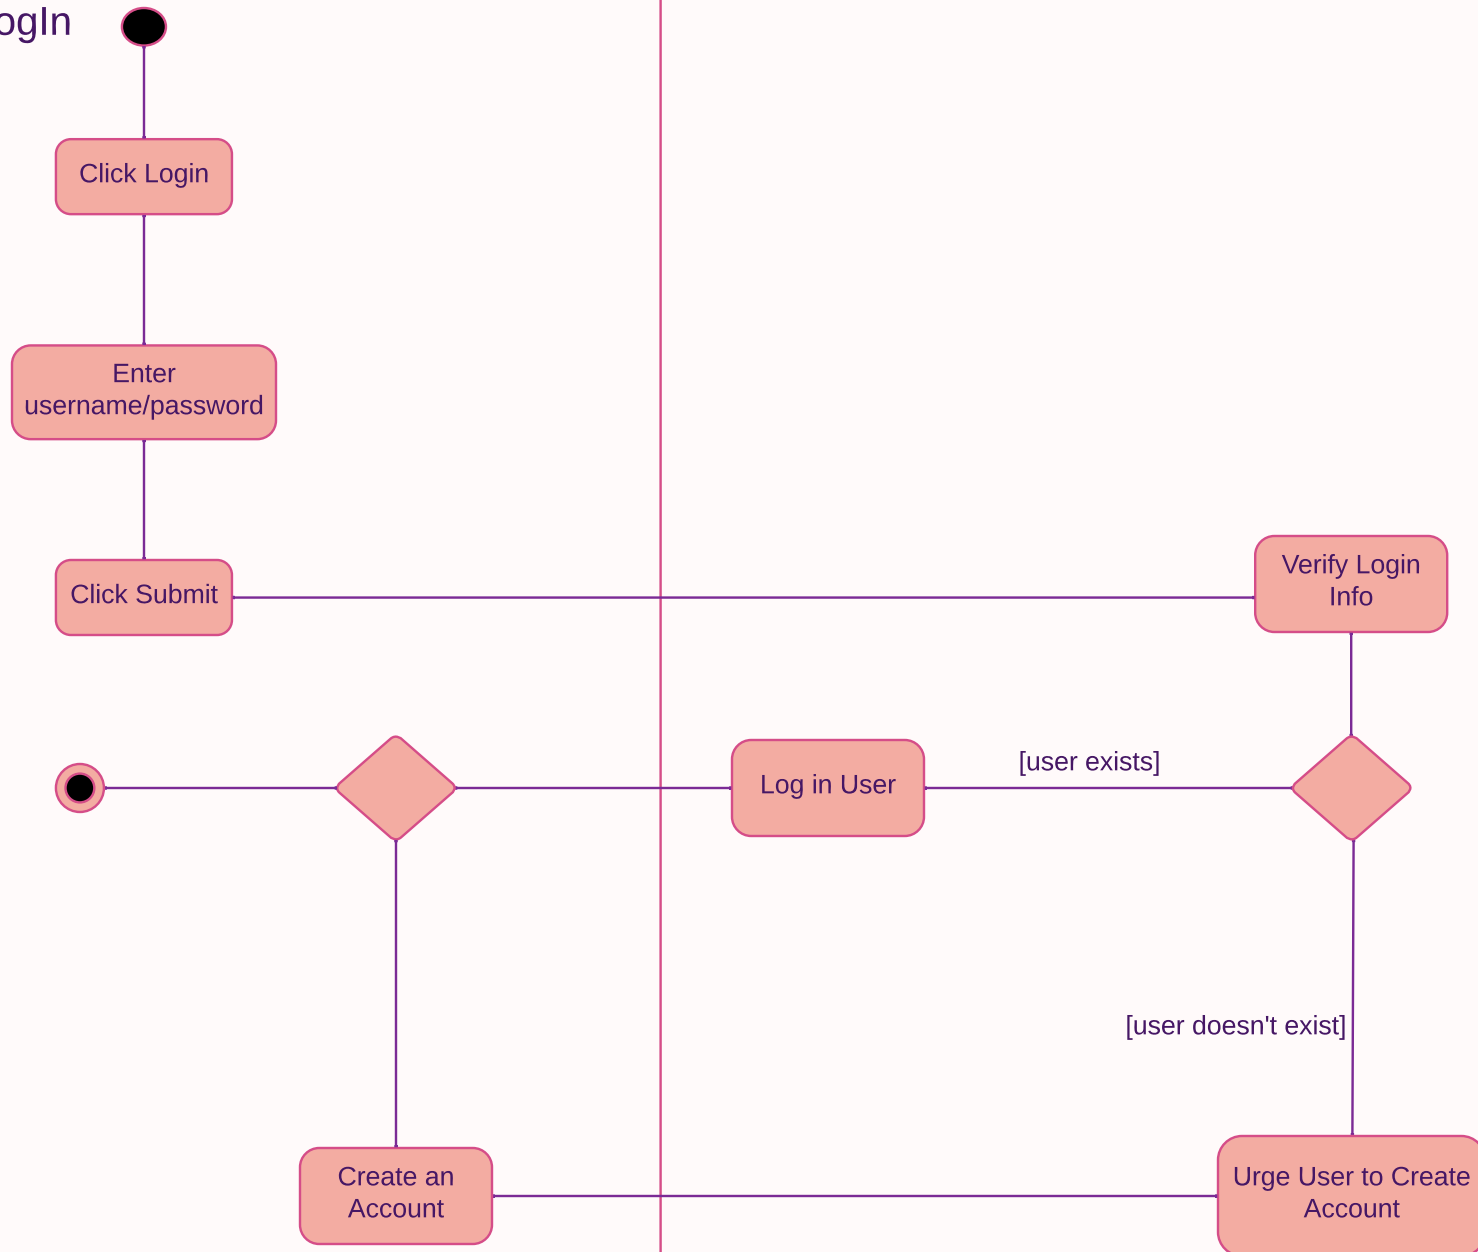 ogIn
Click Login
Enter
username/password
Click Submit
Verify Login
Info
Log in User
[user exists]
[user doesn't exist]
Create an
Account
Urge User to Create
Account